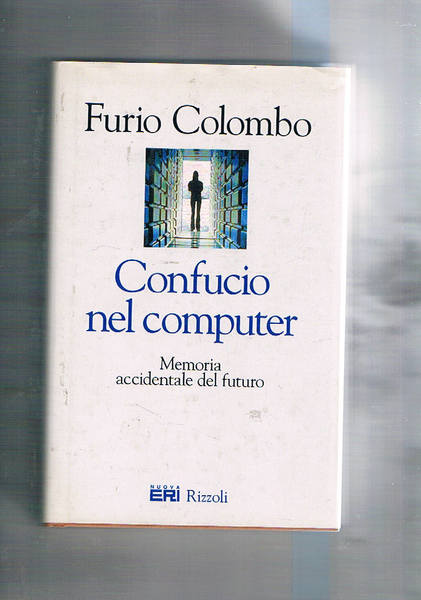 Furio Colombo
Confucio
nel computer
Memoria
accidentale del futuro
NUOVA
ERI Rizzoli